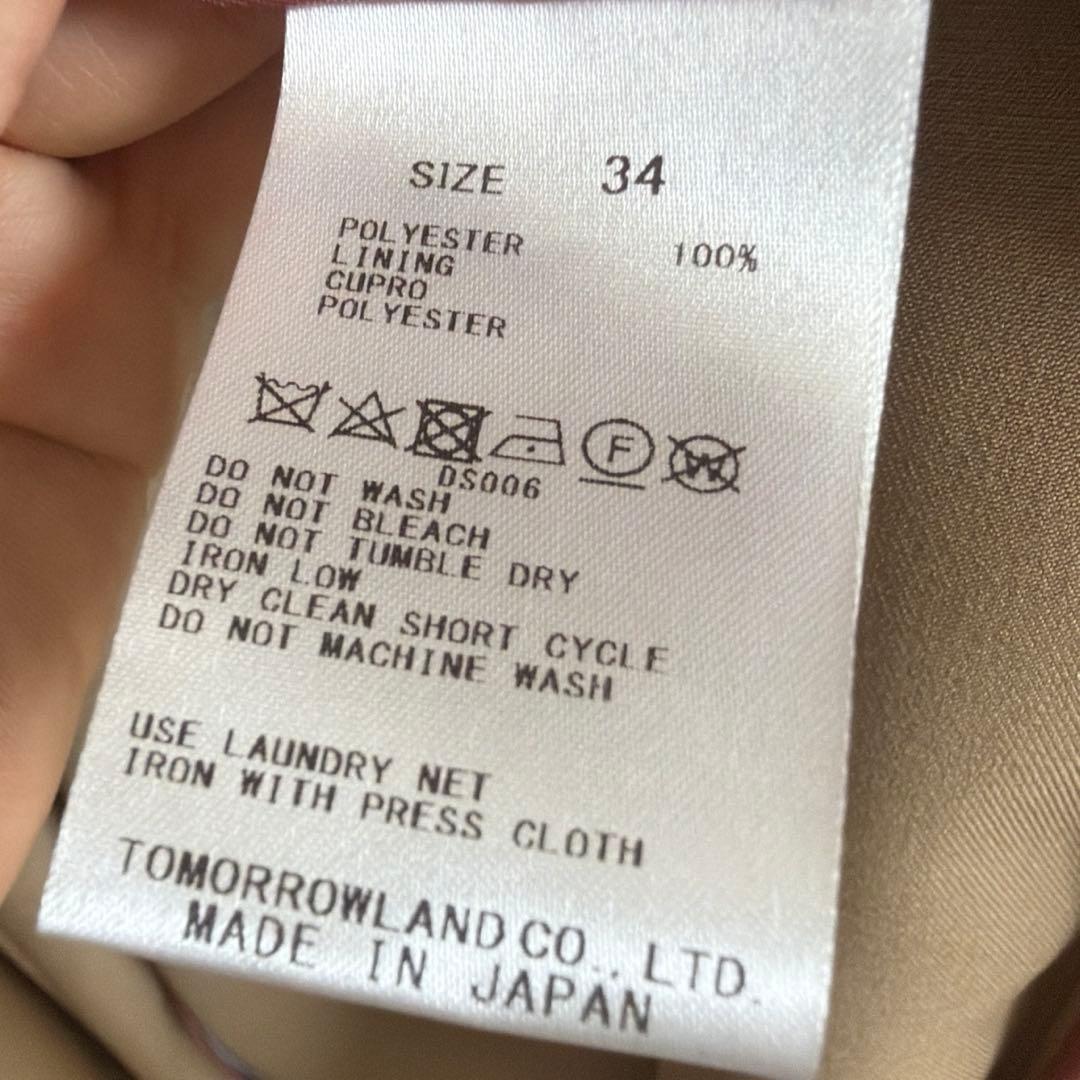 SIZE 34
POLYESTER 100%
LINING
CUPRO
POLYESTER
F W
DS006
DO NOT WASH
DO NOT BLEACH
DO NOT TUMBLE DRY
IRON LOW
DRY CLEAN SHORT CYCLE
DO NOT MACHINE WASH
USE LAUNDRY NET
IRON WITH PRESS CLOTH
TOMORROWLAND CO., LTD.
MADE IN JAPAN